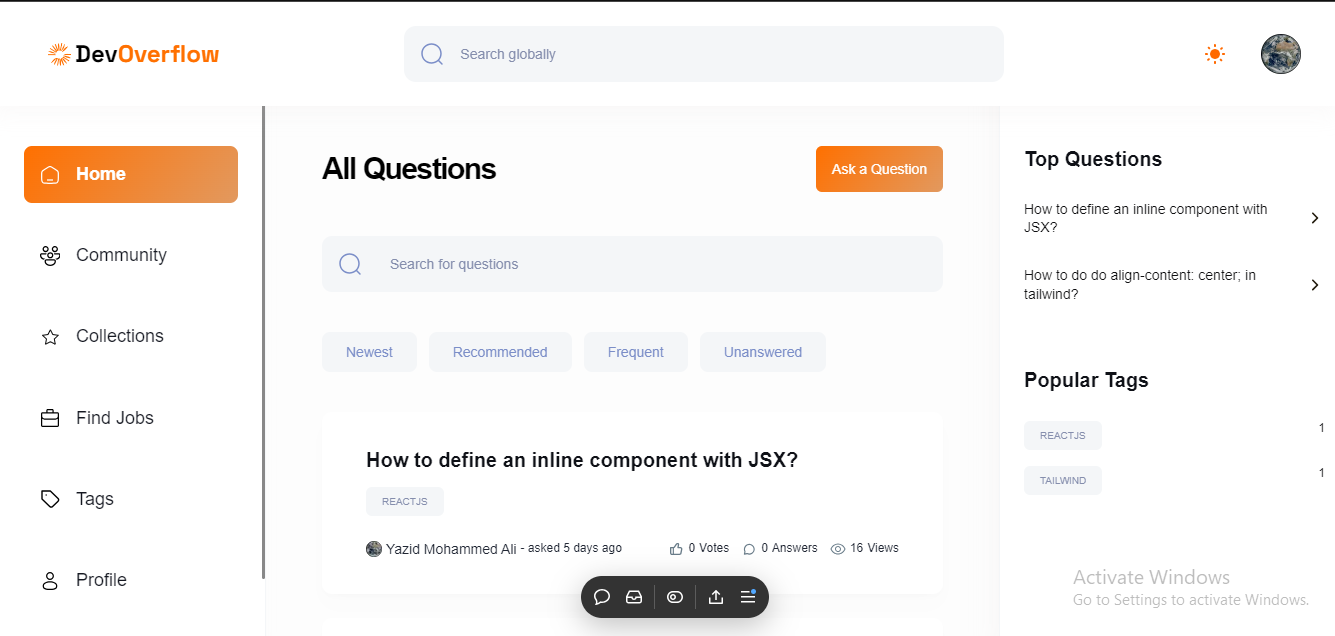 DevOverflow
Search globally
Home
Community
Collections
Find Jobs
Tags
Profile
All Questions
Ask a Question
Search for questions
Newest
Recommended
Frequent
Unanswered
How to define an inline component with JSX?
REACTJS
Yazid Mohammed Ali - asked 5 days ago
0 Votes
0 Answers
16 Views
Top Questions
How to define an inline component with
JSX?
How to do do align-content: center; in
tailwind?
Popular Tags
REACTJS 1
TAILWIND 1
Activate Windows
Go to Settings to activate Windows.